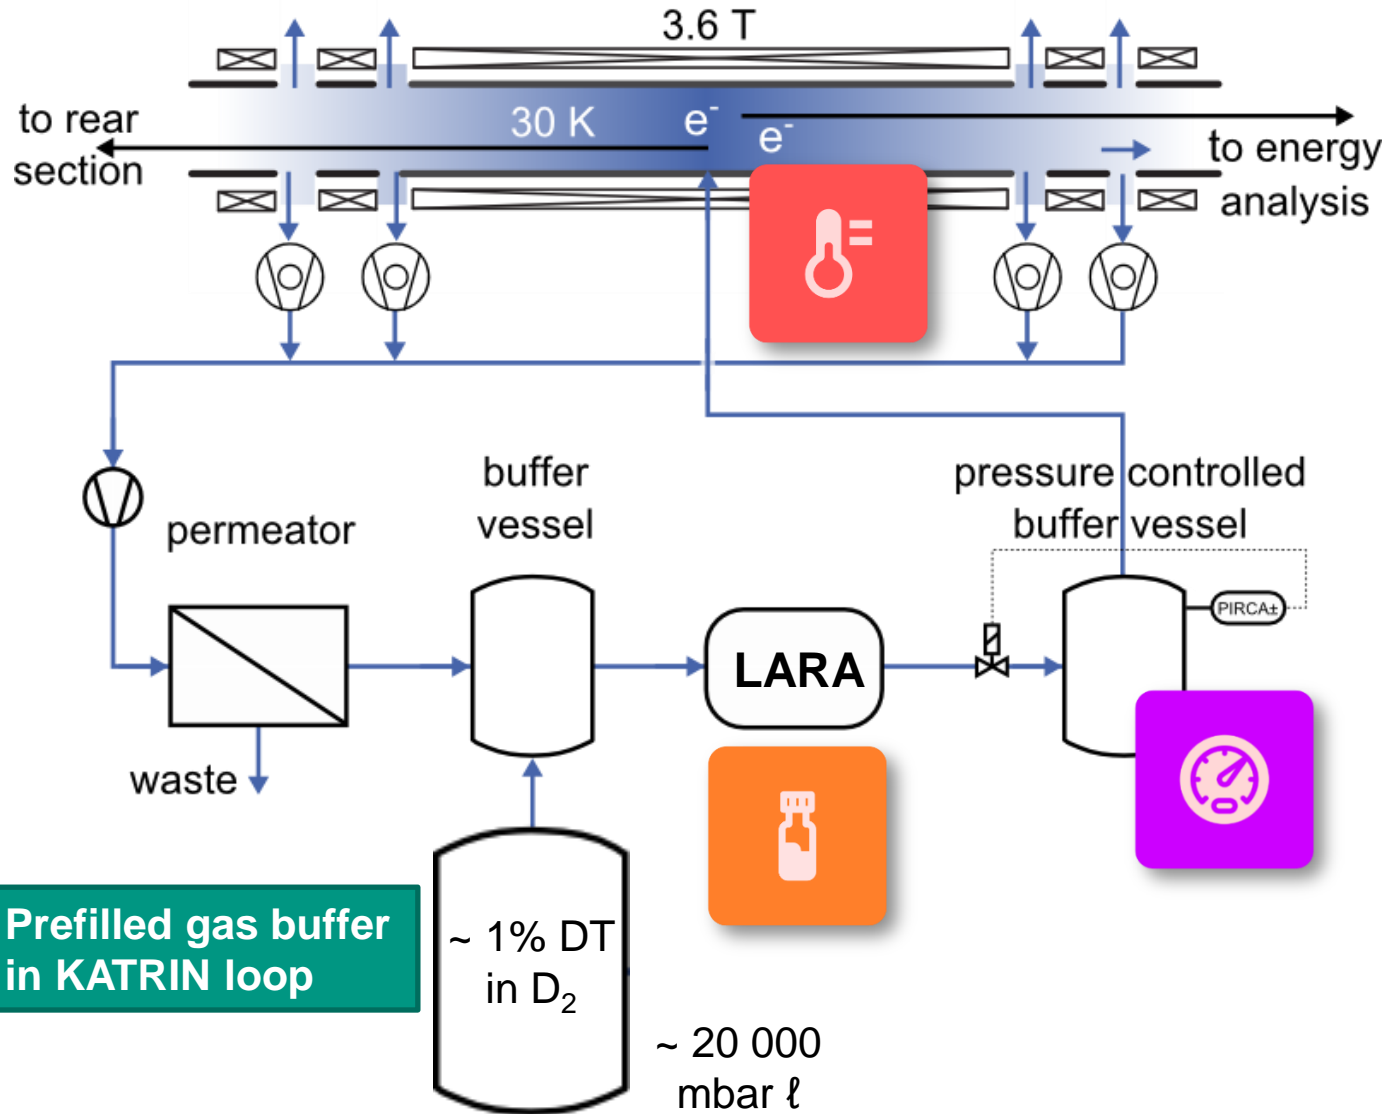 3.6 T
to rear
section
30 K
e-
e-
to energy
analysis
buffer
vessel
pressure controlled
buffer vessel
permeator
PIRCA±
LARA
waste
Prefilled gas buffer
in KATRIN loop
~ 1% DT
in D₂
~ 20 000
mbar ℓ